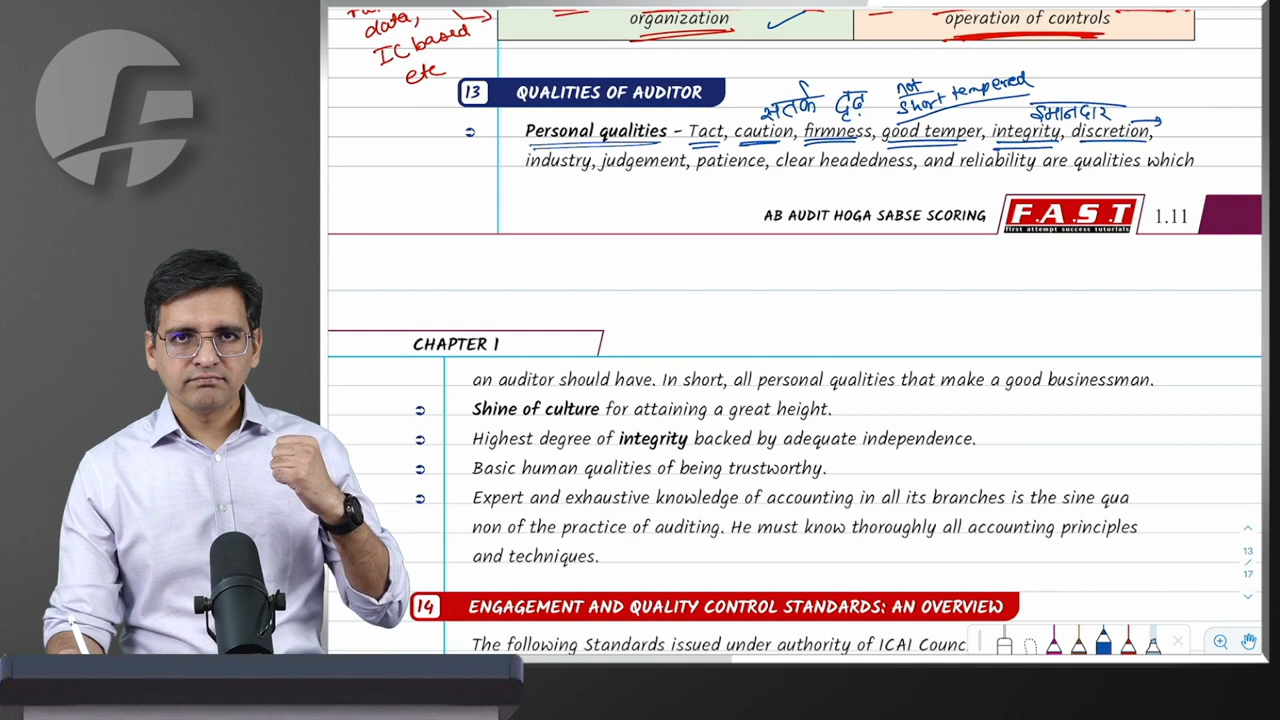 data,
IC based
etc
organization
operation of controls
13 QUALITIES OF AUDITOR
सतर्क दृढ़ not short tempered ईमानदार
Personal qualities – Tact, caution, firmness, good temper, integrity, discretion,
industry, judgement, patience, clear headedness, and reliability are qualities which
AB AUDIT HOGA SABSE SCORING F.A.S.T 1.11
first attempt success tutorials
CHAPTER 1
an auditor should have. In short, all personal qualities that make a good businessman.
Shine of culture for attaining a great height.
Highest degree of integrity backed by adequate independence.
Basic human qualities of being trustworthy.
Expert and exhaustive knowledge of accounting in all its branches is the sine qua
non of the practice of auditing. He must know thoroughly all accounting principles
and techniques.
14 ENGAGEMENT AND QUALITY CONTROL STANDARDS: AN OVERVIEW
The following Standards issued under authority of ICAI Counc
13
/
17